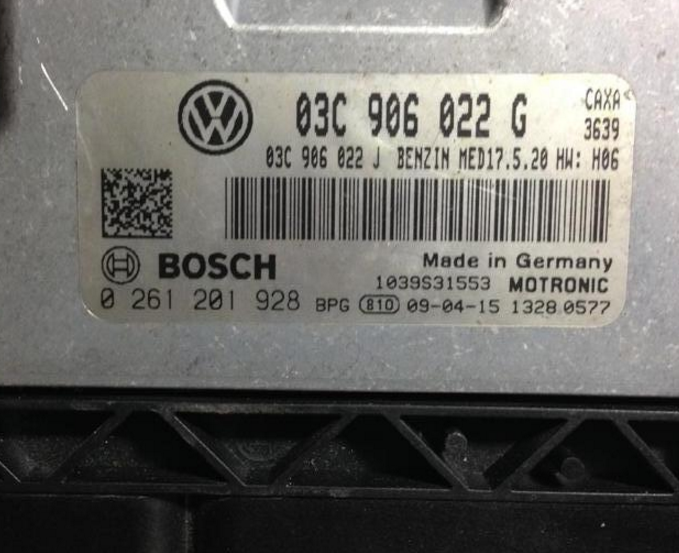 03C 906 022 G
CAXA
3639
03C 906 022 J BENZIN MED17.5.20 HW: H06
BOSCH
Made in Germany
1039S31553 MOTRONIC
0 261 201 928 BPG 810 09-04-15 1328 0577